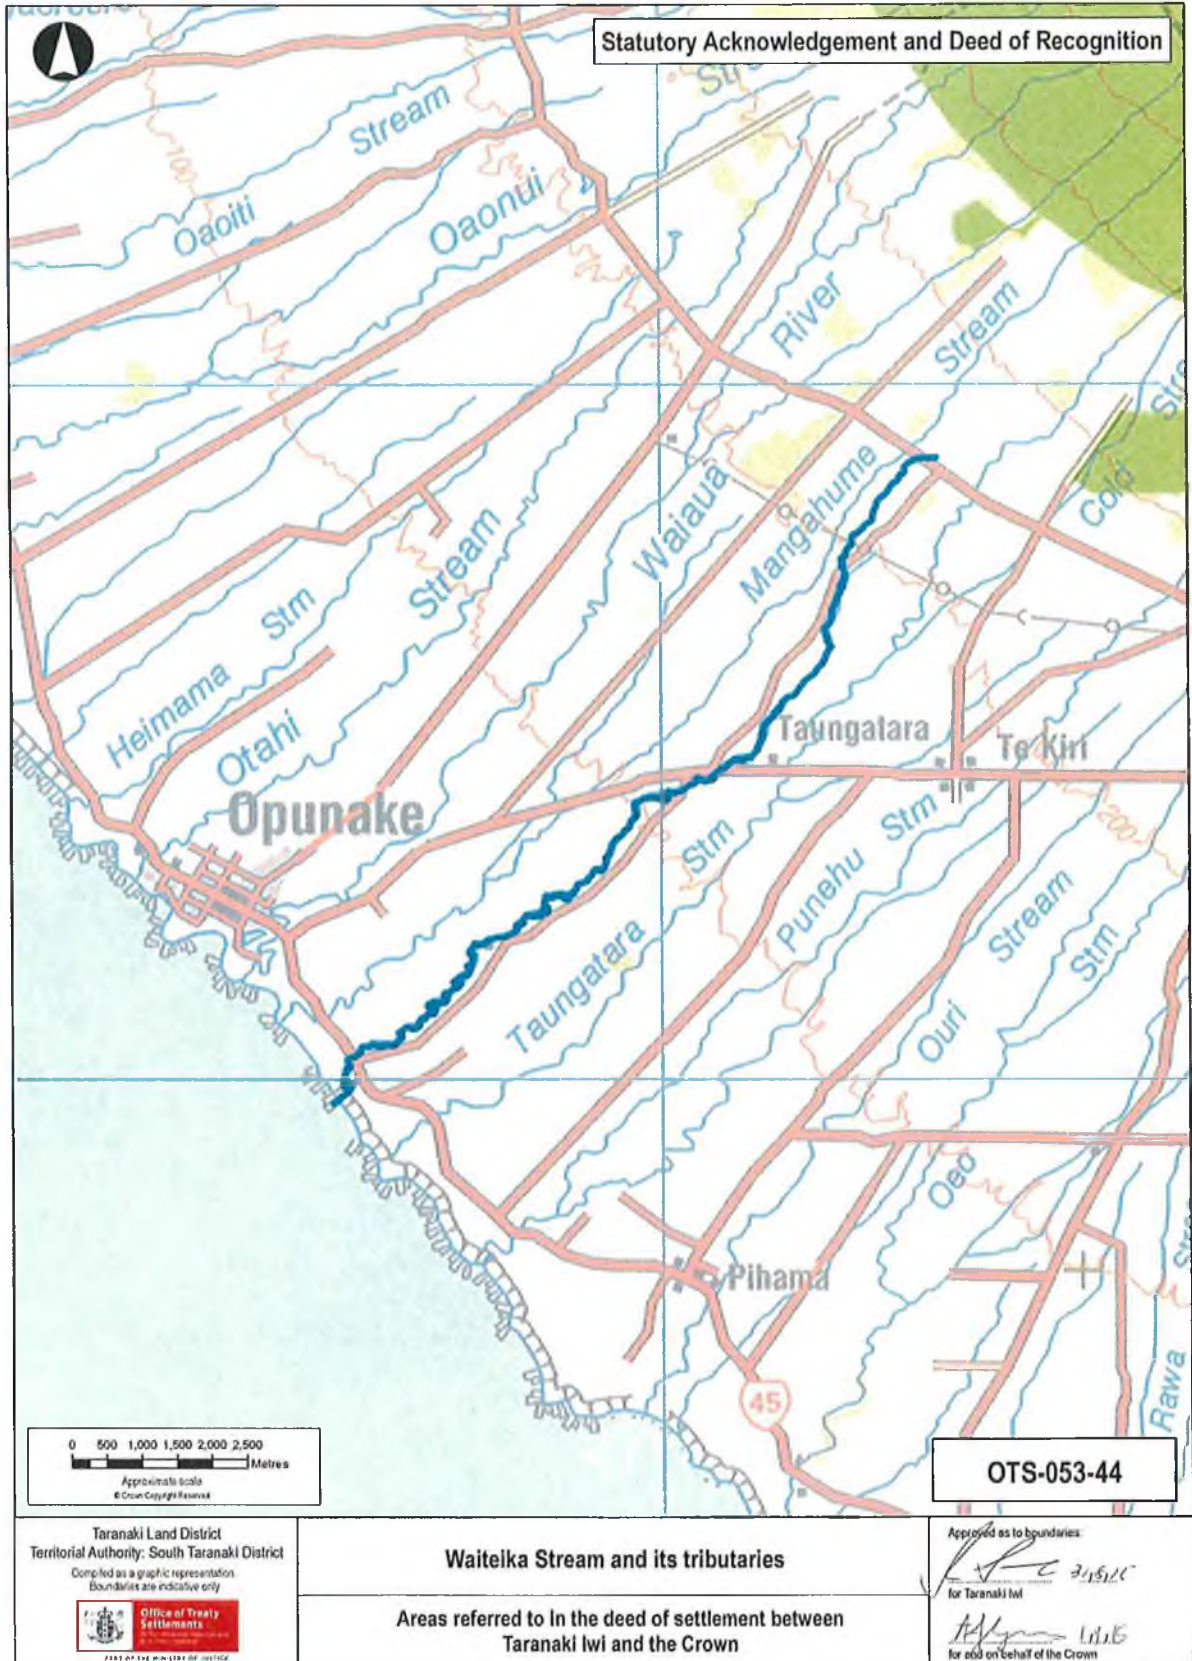 Statutory Acknowledgement and Deed of Recognition
Stream
100
Oaoiti
Oaonui
River
Stream
Cold
Waiaua
Mangahume
Stream
Stm
Heimama
Otahi
Opunake
Taungatara
Te Kiri
200
Stm
Stm
Punehu
Taungatara
Stream
Stm
Ouri
Oeo
Pihama
45
Rawa
0 500 1,000 1,500 2,000 2,500
Metres
Approximate scale
© Crown Copyright Reserved
OTS-053-44
Taranaki Land District
Territorial Authority: South Taranaki District
Compiled as a graphic representation
Boundaries are indicative only
Office of Treaty
Settlements
Waiteika Stream and its tributaries
Areas referred to in the deed of settlement between
Taranaki Iwi and the Crown
Approved as to boundaries:
for Taranaki Iwi
for and on behalf of the Crown